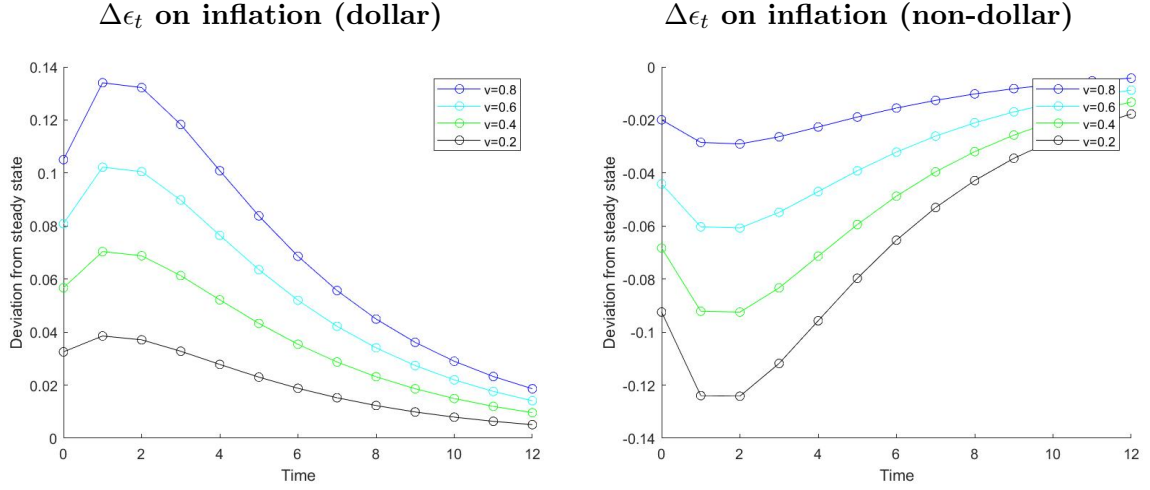 Δϵt on inflation (dollar)
Δϵt on inflation (non-dollar)
0.14
0.12
0.1
0.08
0.06
0.04
0.02
0
Deviation from steady state
0 2 4 6 8 10 12
Time
v=0.8
v=0.6
v=0.4
v=0.2
0
-0.02
-0.04
-0.06
-0.08
-0.1
-0.12
-0.14
Deviation from steady state
0 2 4 6 8 10 12
Time
v=0.8
v=0.6
v=0.4
v=0.2